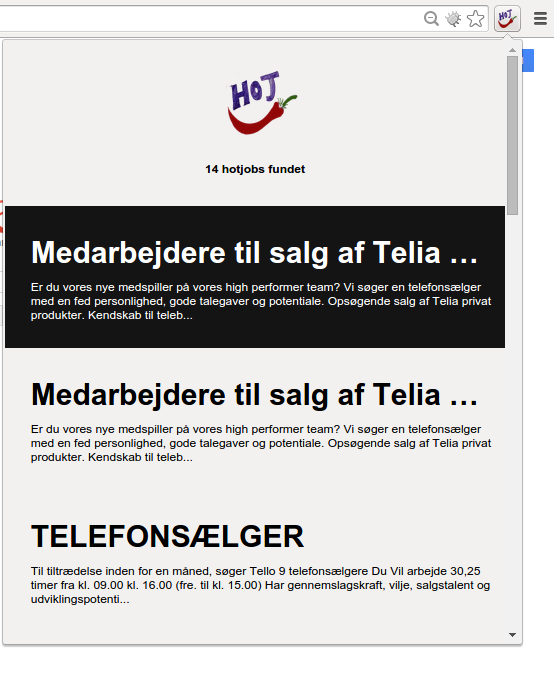 HOT
14 hotjobs fundet
Medarbejdere til salg af Telia ...
Er du vores nye medspiller på vores high performer team? Vi søger en telefonsælger
med en fed personlighed, gode talegaver og potentiale. Opsøgende salg af Telia privat
produkter. Kendskab til teleb...
Medarbejdere til salg af Telia ...
Er du vores nye medspiller på vores high performer team? Vi søger en telefonsælger
med en fed personlighed, gode talegaver og potentiale. Opsøgende salg af Telia privat
produkter. Kendskab til teleb...
TELEFONSÆLGER
Til tiltrædelse inden for en måned, søger Tello 9 telefonsælgere Du Vil arbejde 30,25
timer fra kl. 09.00 kl. 16.00 (fre. til kl. 15.00) Har gennemslagskraft, vilje, salgstalent og
udviklingspotenti...